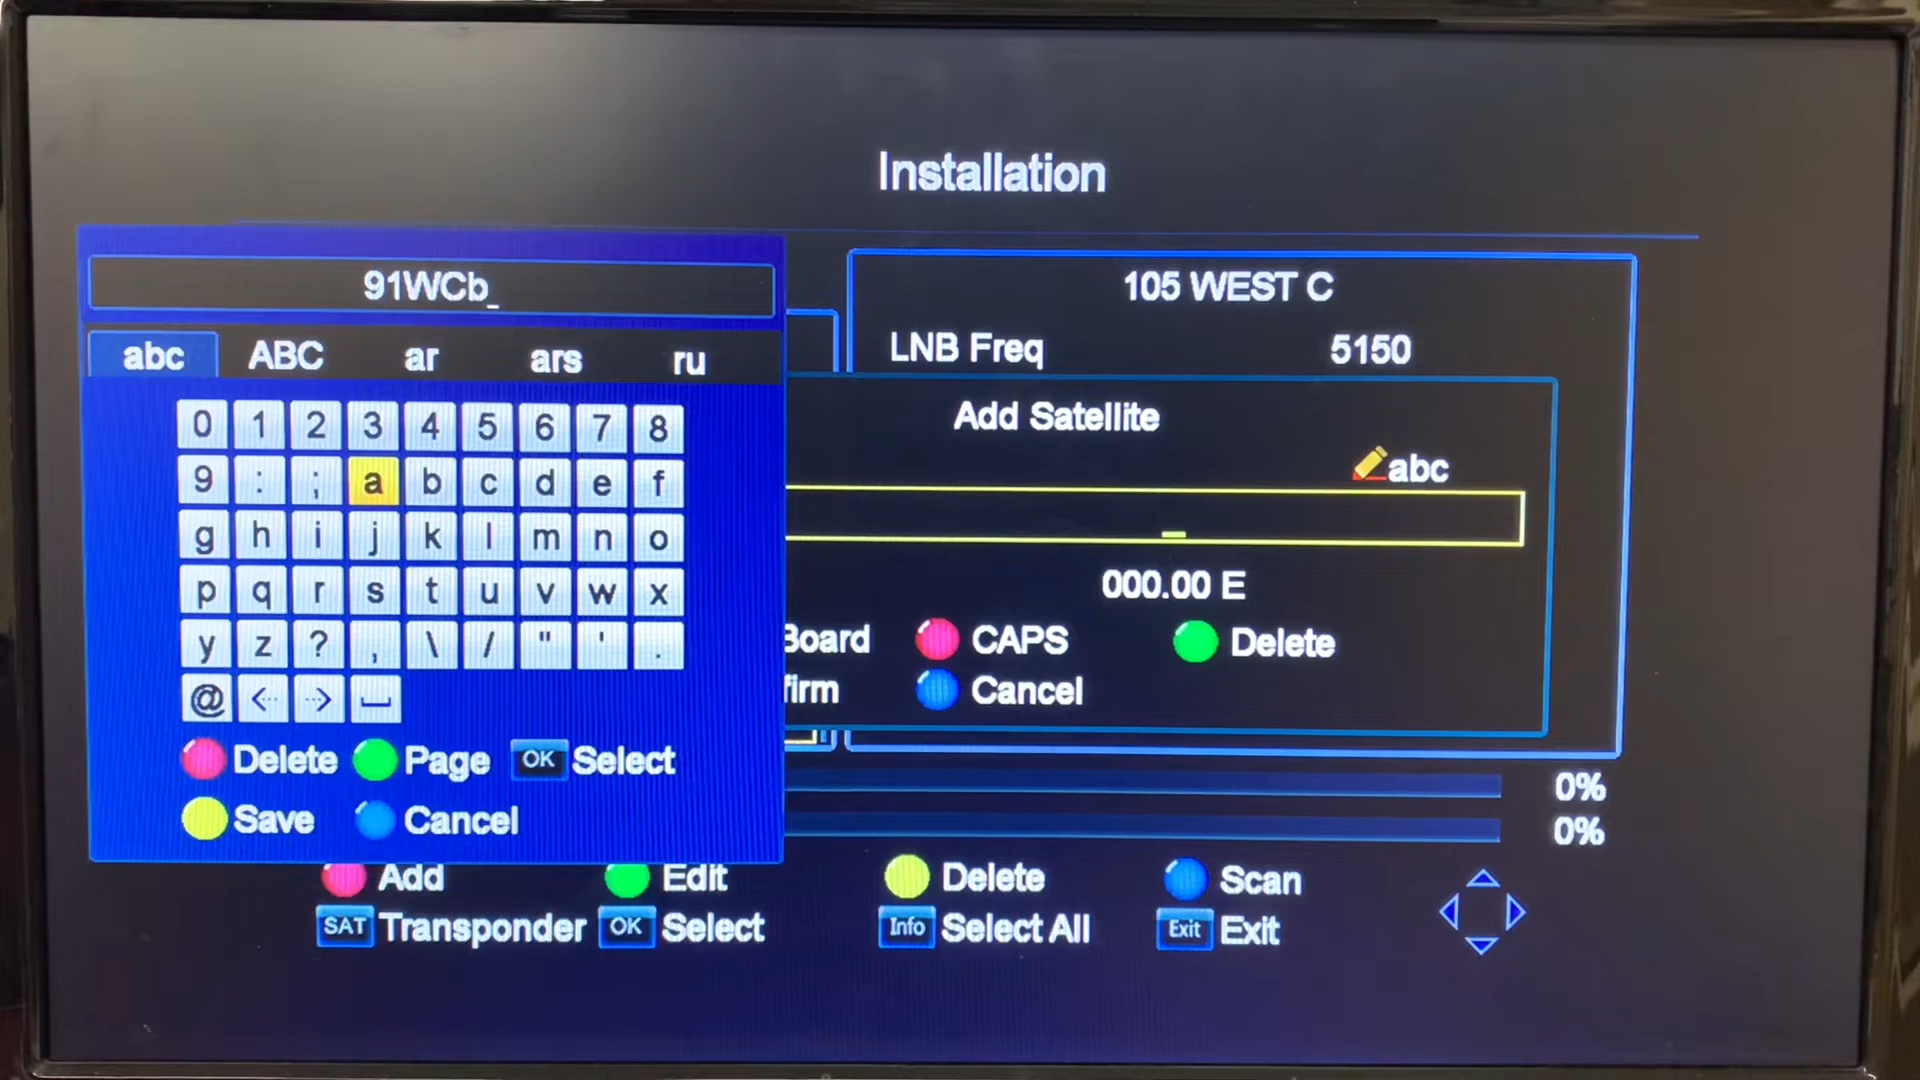 Installation
91WCb_
abc ABC ar ars ru
0 1 2 3 4 5 6 7 8
9 : ; a b c d e f
g h i j k l m n o
p q r s t u v w x
y z ? , \ / " ' .
@
Delete Page OK Select
Save Cancel
105 WEST C
LNB Freq 5150
Add Satellite
abc
_
000.00 E
Board CAPS Delete
firm Cancel
0%
0%
Add Edit Delete Scan
SAT Transponder OK Select Info Select All Exit Exit